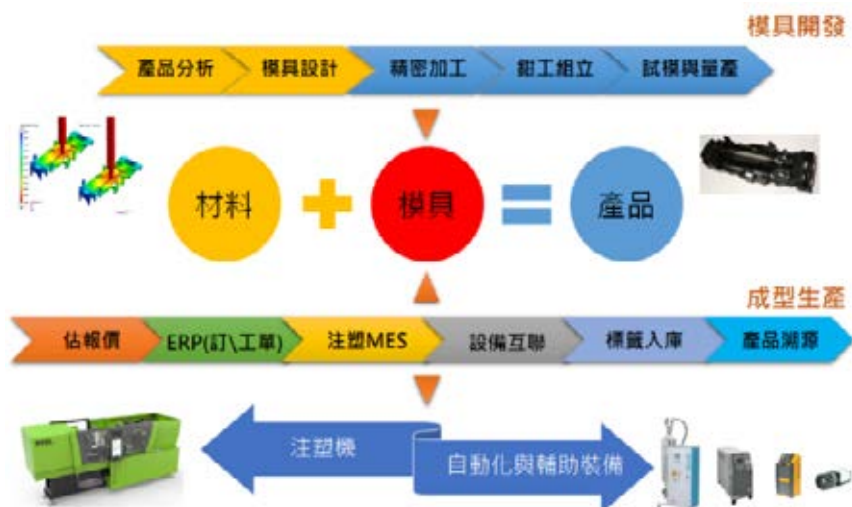 模具開發
產品分析 模具設計 精密加工 鉗工組立 試模與量產
材料 模具 產品
成型生產
估報價 ERP(訂\工單) 注塑MES 設備互聯 標籤入庫 產品溯源
注塑機
自動化與輔助裝備